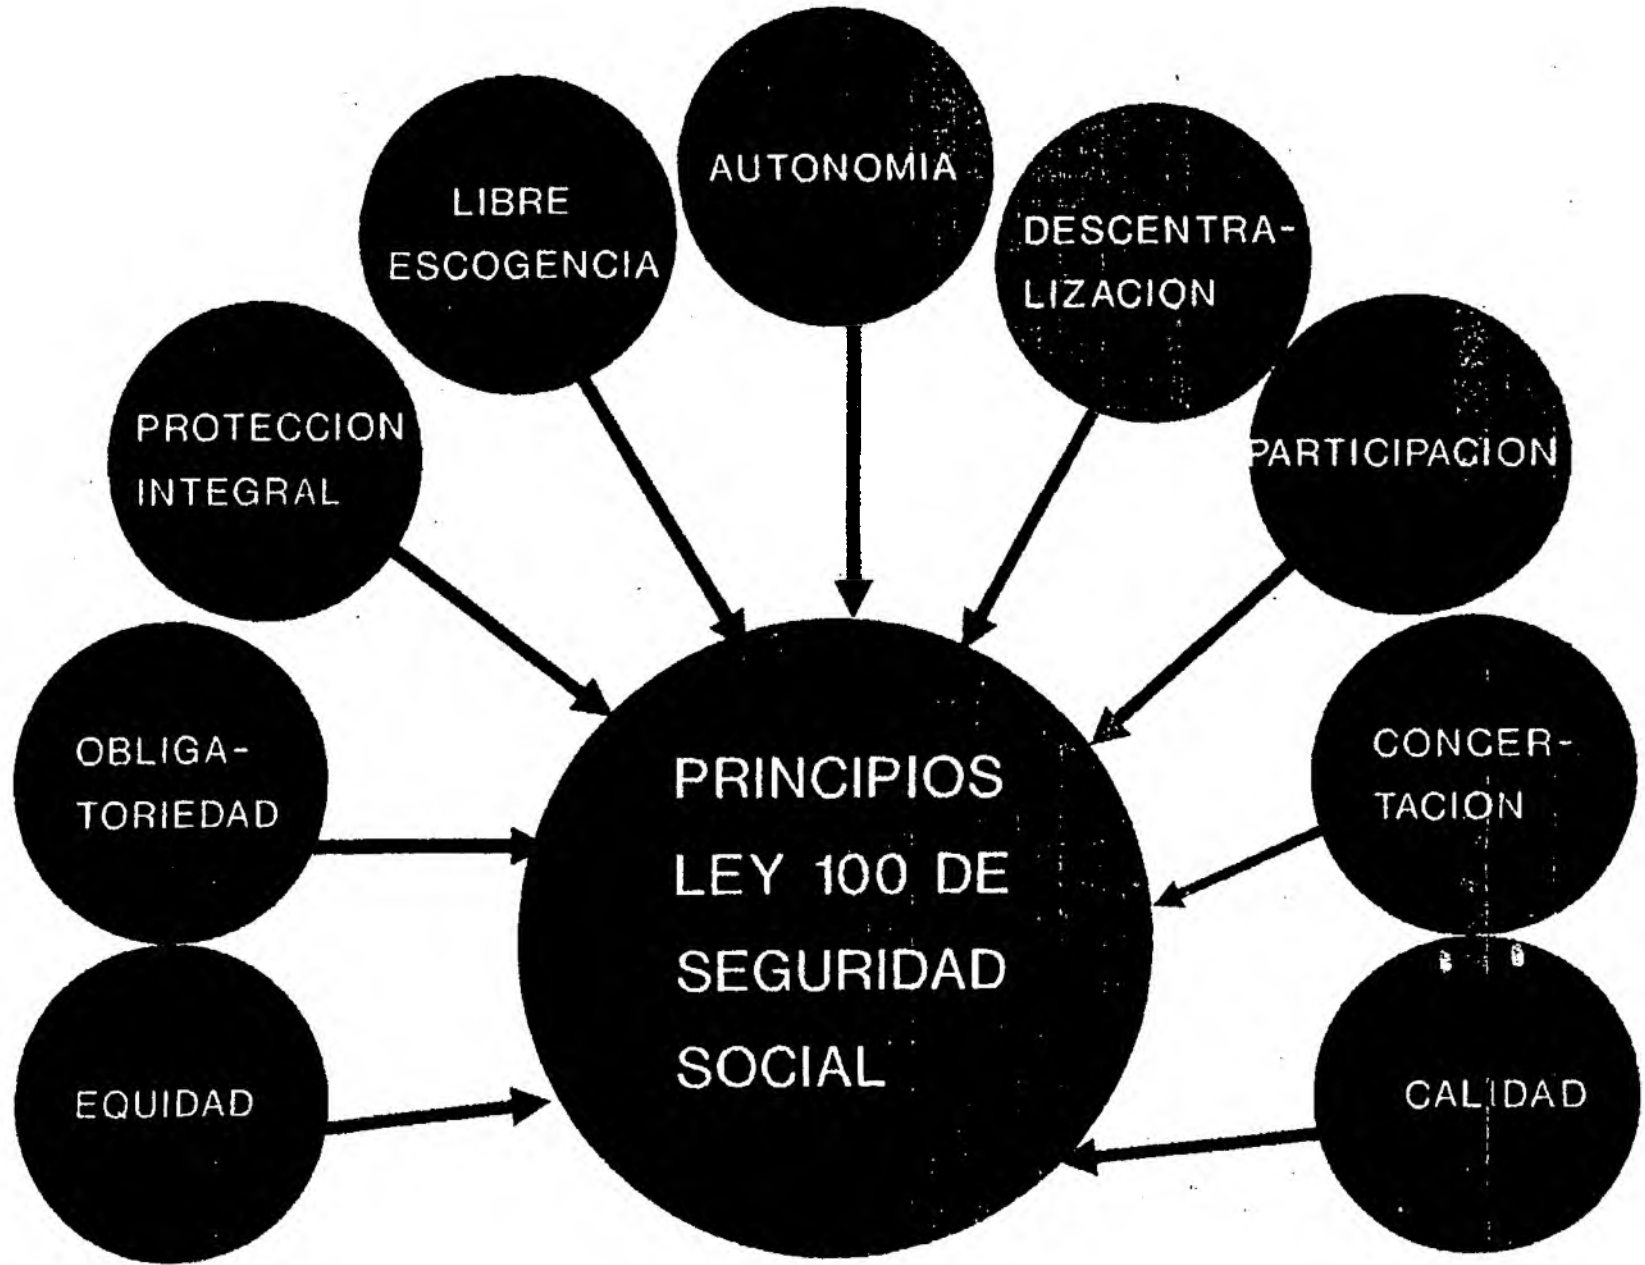 AUTONOMIA
LIBRE
ESCOGENCIA
DESCENTRA-
LIZACION
PROTECCION
INTEGRAL
PARTICIPACION
OBLIGA-
TORIEDAD
CONCER-
TACION
PRINCIPIOS
LEY 100 DE
SEGURIDAD
SOCIAL
EQUIDAD
CALIDAD